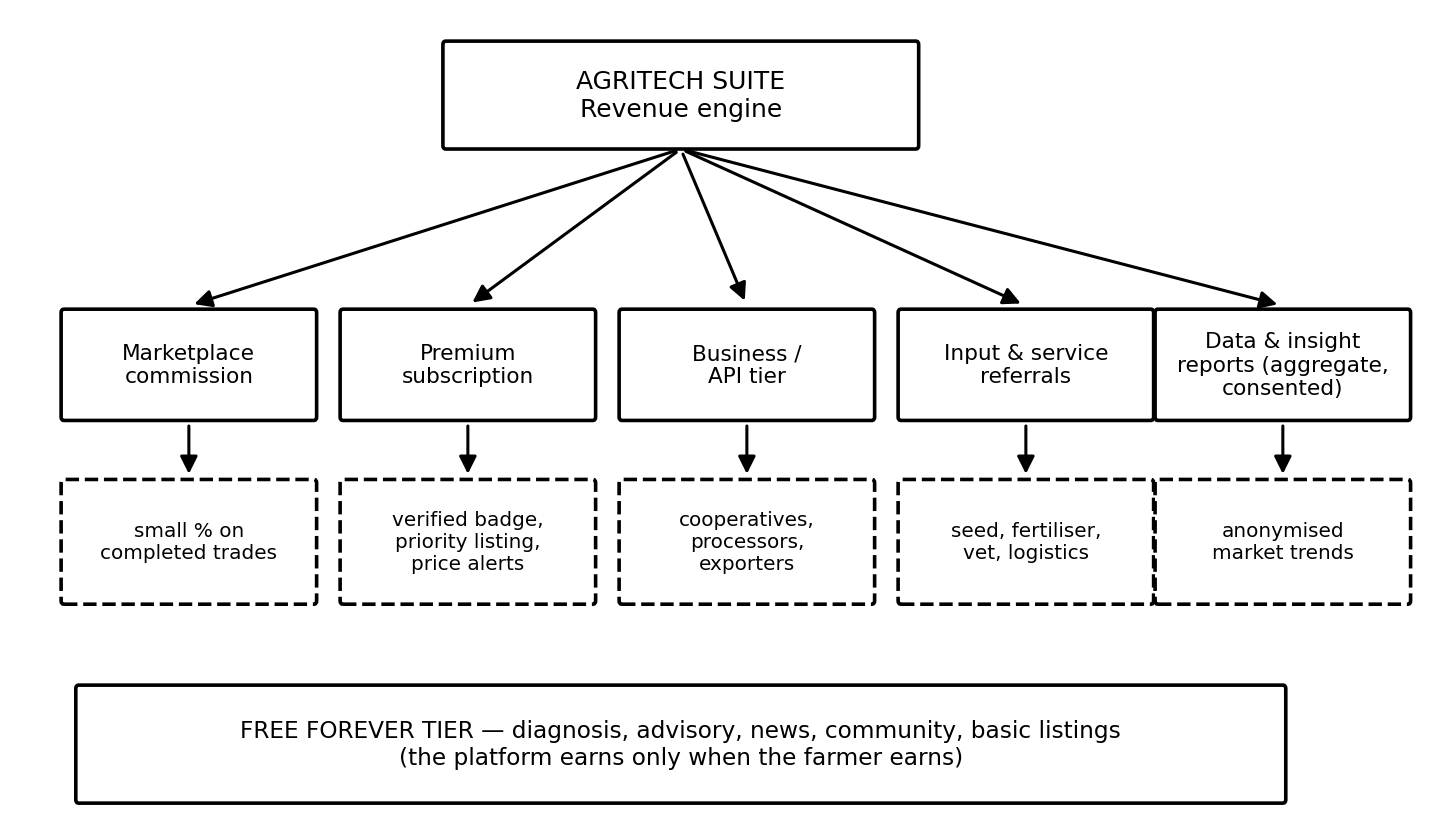 AGRITECH SUITE
Revenue engine
Marketplace
commission
Premium
subscription
Business /
API tier
Input & service
referrals
Data & insight
reports (aggregate,
consented)
small % on
completed trades
verified badge,
priority listing,
price alerts
cooperatives,
processors,
exporters
seed, fertiliser,
vet, logistics
anonymised
market trends
FREE FOREVER TIER — diagnosis, advisory, news, community, basic listings
(the platform earns only when the farmer earns)